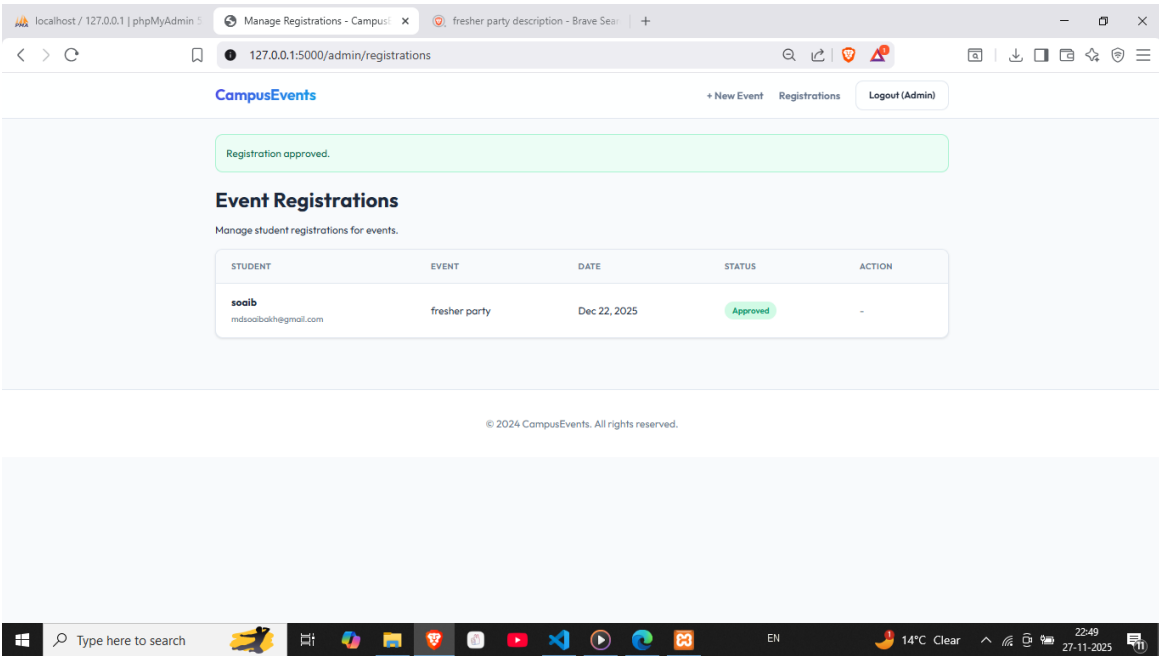 localhost / 127.0.0.1 | phpMyAdmin 5
Manage Registrations - Campus
fresher party description - Brave Sear
127.0.0.1:5000/admin/registrations
1
CampusEvents
+ New Event
Registrations
Logout (Admin)
Registration approved.
Event Registrations
Manage student registrations for events.
STUDENT EVENT DATE STATUS ACTION
soaib
mdsoaibakh@gmail.com
fresher party Dec 22, 2025 Approved -
© 2024 CampusEvents. All rights reserved.
Type here to search
EN
14°C Clear
22:49
27-11-2025
11